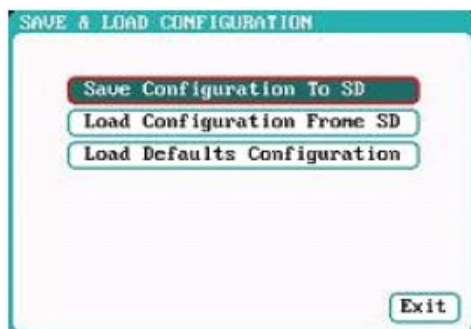 SAVE & LOAD CONFIGURATION
Save Configuration To SD
Load Configuration Frome SD
Load Defaults Configuration
Exit